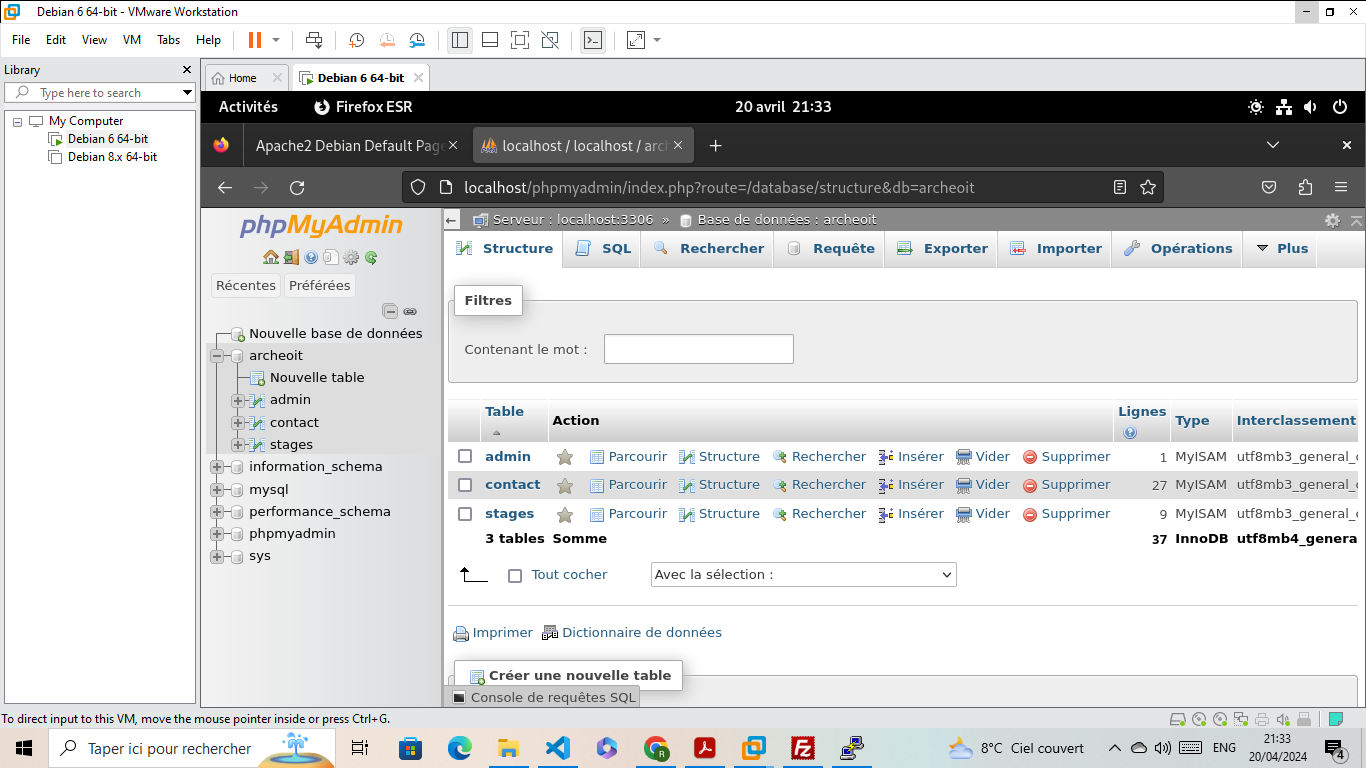 Debian 6 64-bit - VMware Workstation
File Edit View VM Tabs Help
Library
Type here to search
My Computer
Debian 6 64-bit
Debian 8.x 64-bit
Home
Debian 6 64-bit
Activités Firefox ESR 20 avril 21:33
Apache2 Debian Default Page
localhost / localhost / arch
localhost/phpmyadmin/index.php?route=/database/structure&db=archeoit
phpMyAdmin
Récentes Préférées
Nouvelle base de données
archeoit
Nouvelle table
admin
contact
stages
information_schema
mysql
performance_schema
phpmyadmin
sys
Serveur : localhost:3306 » Base de données : archeoit
Structure SQL Rechercher Requête Exporter Importer Opérations Plus
Filtres
Contenant le mot :
Table Action Lignes Type Interclassement
admin Parcourir Structure Rechercher Insérer Vider Supprimer 1 MyISAM utf8mb3_general_c
contact Parcourir Structure Rechercher Insérer Vider Supprimer 27 MyISAM utf8mb3_general_c
stages Parcourir Structure Rechercher Insérer Vider Supprimer 9 MyISAM utf8mb3_general_c
3 tables Somme 37 InnoDB utf8mb4_genera
Tout cocher Avec la sélection :
Imprimer Dictionnaire de données
Créer une nouvelle table
Console de requêtes SQL
To direct input to this VM, move the mouse pointer inside or press Ctrl+G.
Taper ici pour rechercher
8°C Ciel couvert
ENG
21:33
20/04/2024
4